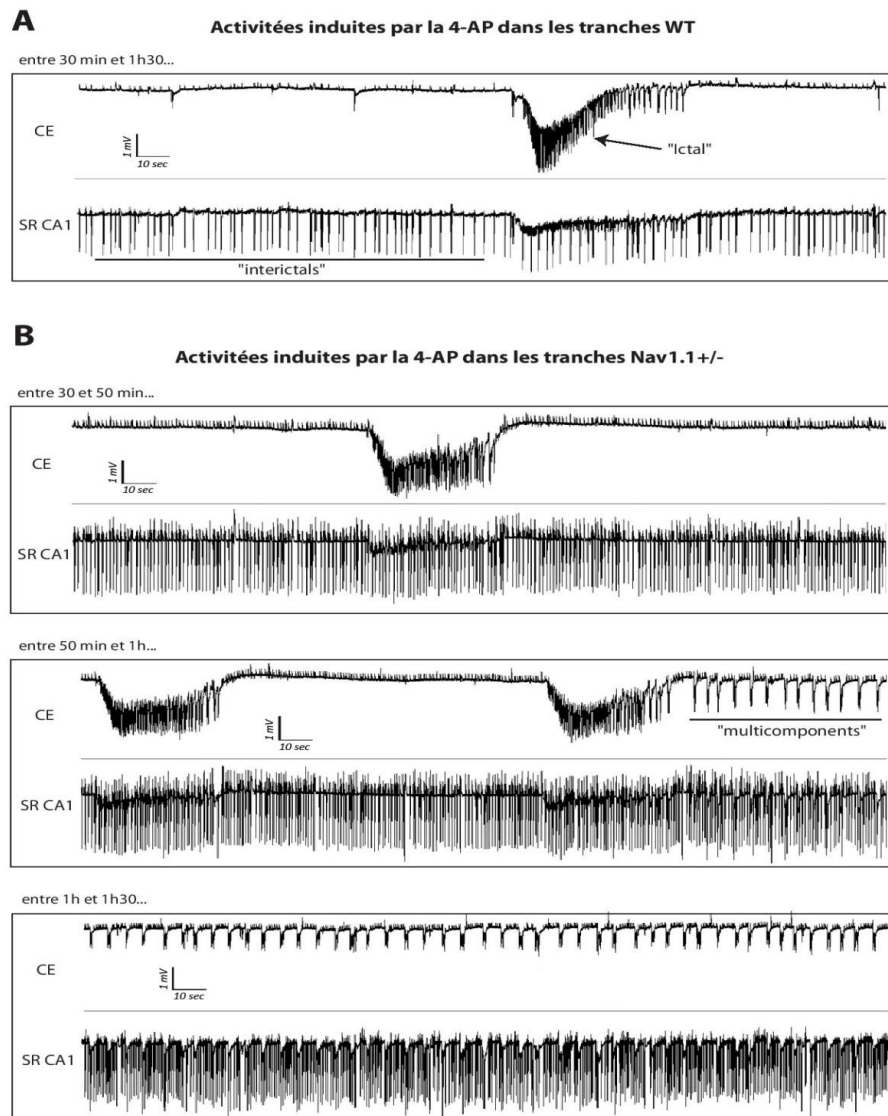 A
Activitées induites par la 4-AP dans les tranches WT
entre 30 min et 1h30...
CE
1 mV
10 sec
"Ictal"
SR CA1
"interictals"
B
Activitées induites par la 4-AP dans les tranches Nav1.1+/-
entre 30 et 50 min...
CE
1 mV
10 sec
SR CA1
entre 50 min et 1h...
CE
1 mV
10 sec
"multicomponents"
SR CA1
entre 1h et 1h30...
CE
1 mV
10 sec
SR CA1